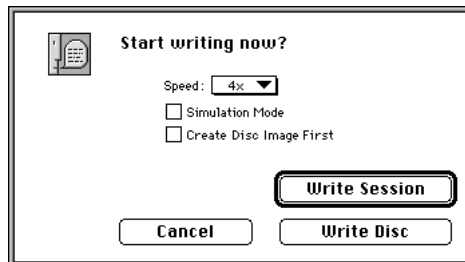 Start writing now?
Speed: 4x
Simulation Mode
Create Disc Image First
Write Session
Cancel Write Disc